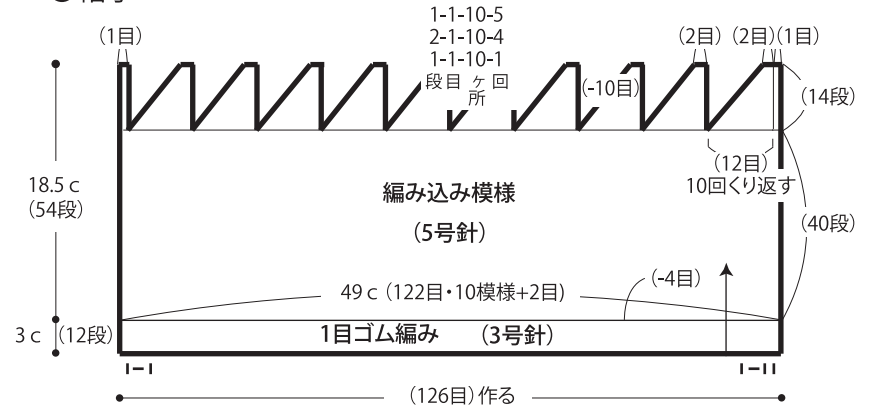 1-1-10-5
2-1-10-4
1-1-10-1
段目 ヶ 回
所
(1目)
(2目) (2目)(1目)
(-10目)
(14段)
(12目)
10回くり返す
18.5 c
(54段)
編み込み模様
(5号針)
(40段)
(-4目)
49 c (122目・10模様+2目)
3 c (12段)
1目ゴム編み (3号針)
I-I
I-II
(126目)作る